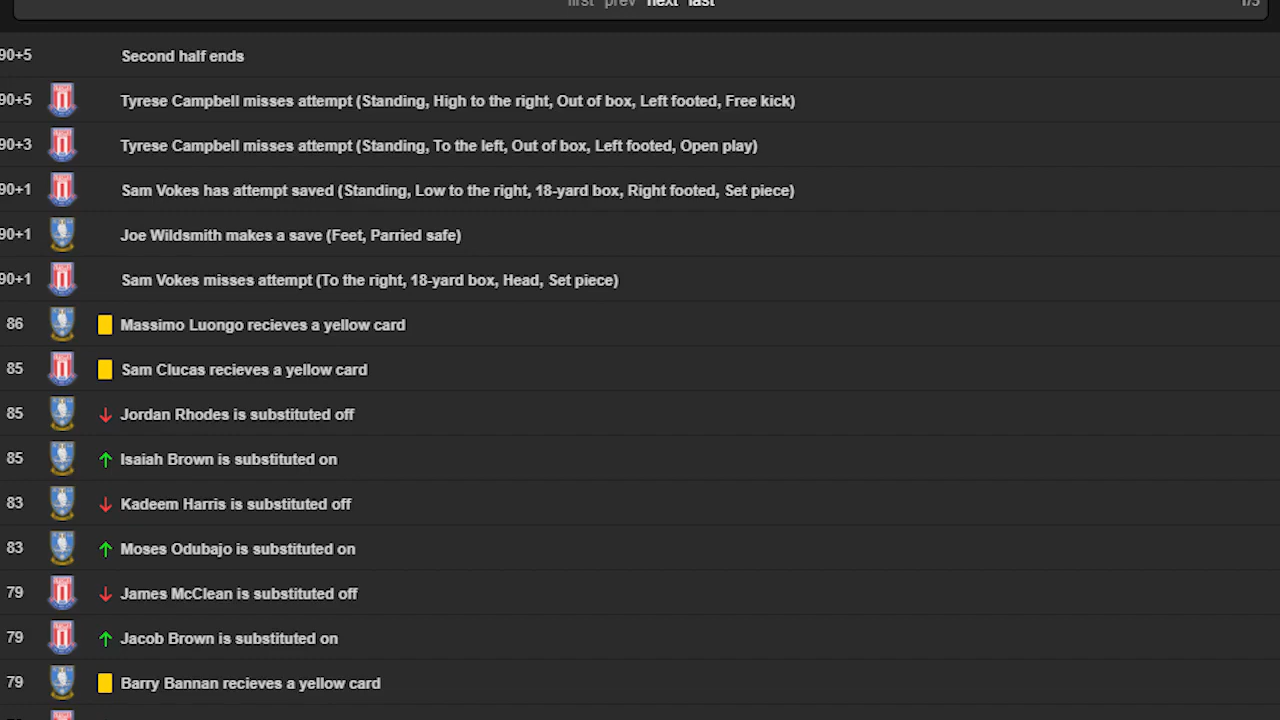 first prev next last 1/5
90+5 Second half ends
90+5 Tyrese Campbell misses attempt (Standing, High to the right, Out of box, Left footed, Free kick)
90+3 Tyrese Campbell misses attempt (Standing, To the left, Out of box, Left footed, Open play)
90+1 Sam Vokes has attempt saved (Standing, Low to the right, 18-yard box, Right footed, Set piece)
90+1 Joe Wildsmith makes a save (Feet, Parried safe)
90+1 Sam Vokes misses attempt (To the right, 18-yard box, Head, Set piece)
86 Massimo Luongo recieves a yellow card
85 Sam Clucas recieves a yellow card
85 Jordan Rhodes is substituted off
85 Isaiah Brown is substituted on
83 Kadeem Harris is substituted off
83 Moses Odubajo is substituted on
79 James McClean is substituted off
79 Jacob Brown is substituted on
79 Barry Bannan recieves a yellow card